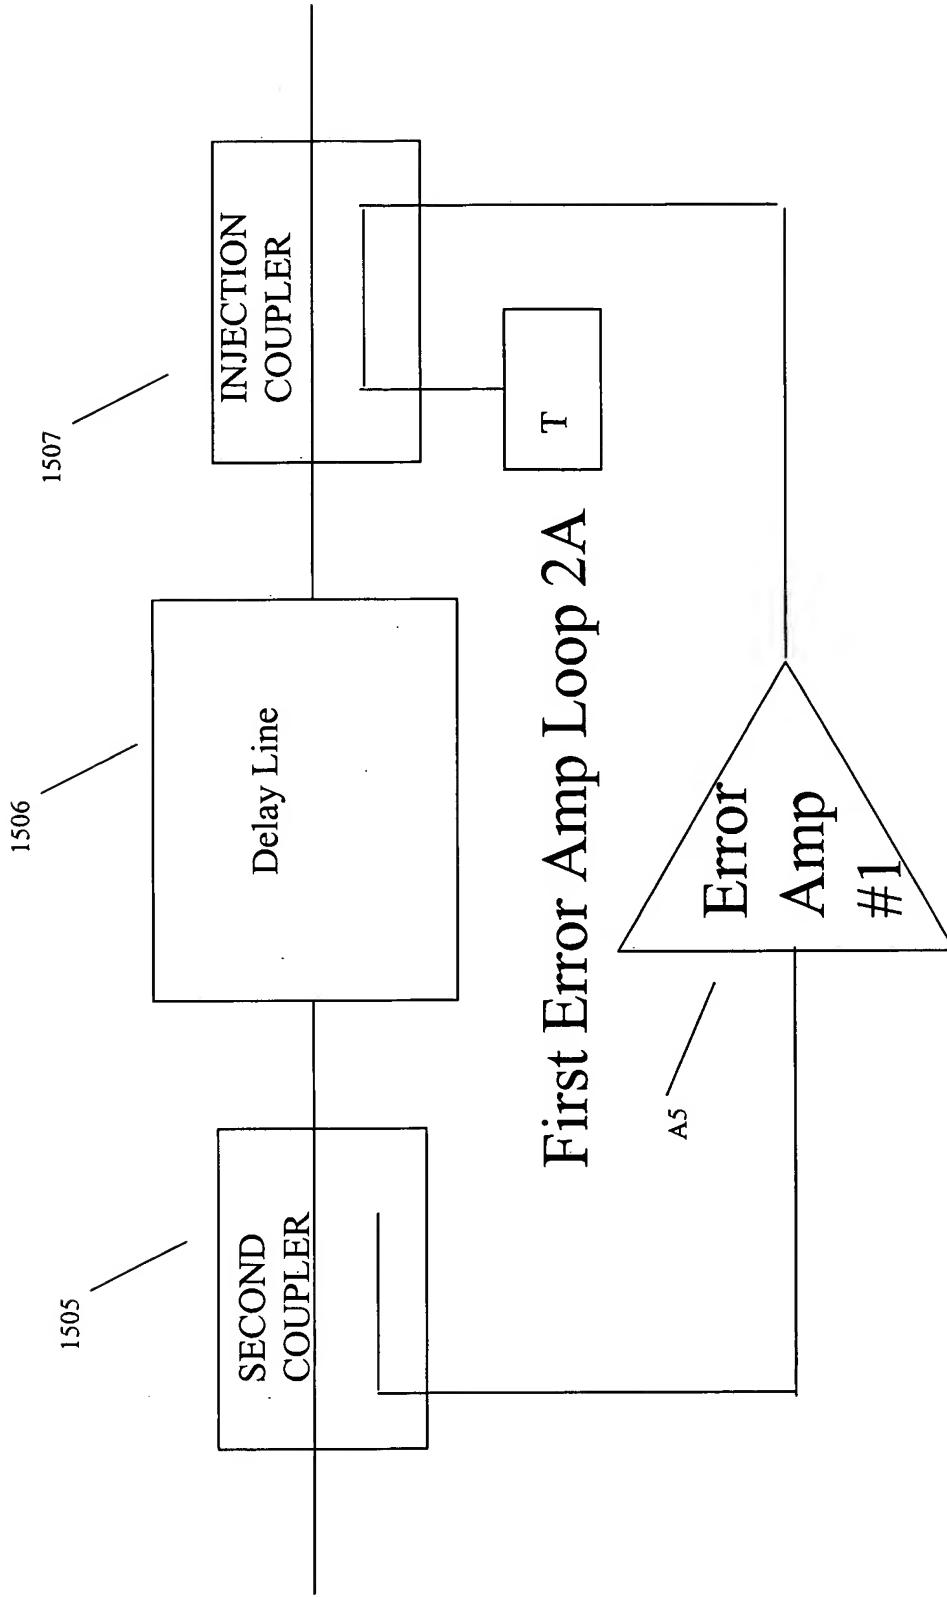 1505
1506
1507
SECOND
COUPLER
Delay Line
INJECTION
COUPLER
T
First Error Amp Loop 2A
A5
Error
Amp
#1